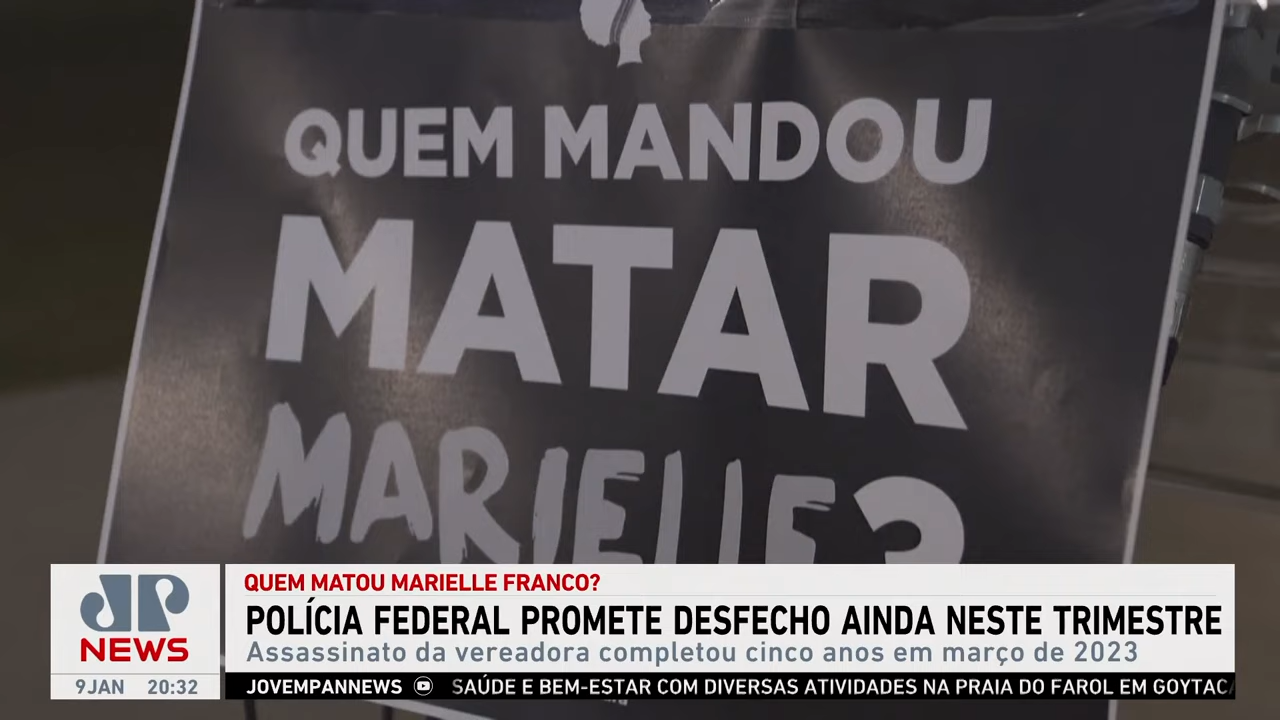 QUEM MANDOU
MATAR
MARIELLE?
JP
NEWS
QUEM MATOU MARIELLE FRANCO?
POLÍCIA FEDERAL PROMETE DESFECHO AINDA NESTE TRIMESTRE
Assassinato da vereadora completou cinco anos em março de 2023
9JAN 20:32
JOVEMPANNEWS SAÚDE E BEM-ESTAR COM DIVERSAS ATIVIDADES NA PRAIA DO FAROL EM